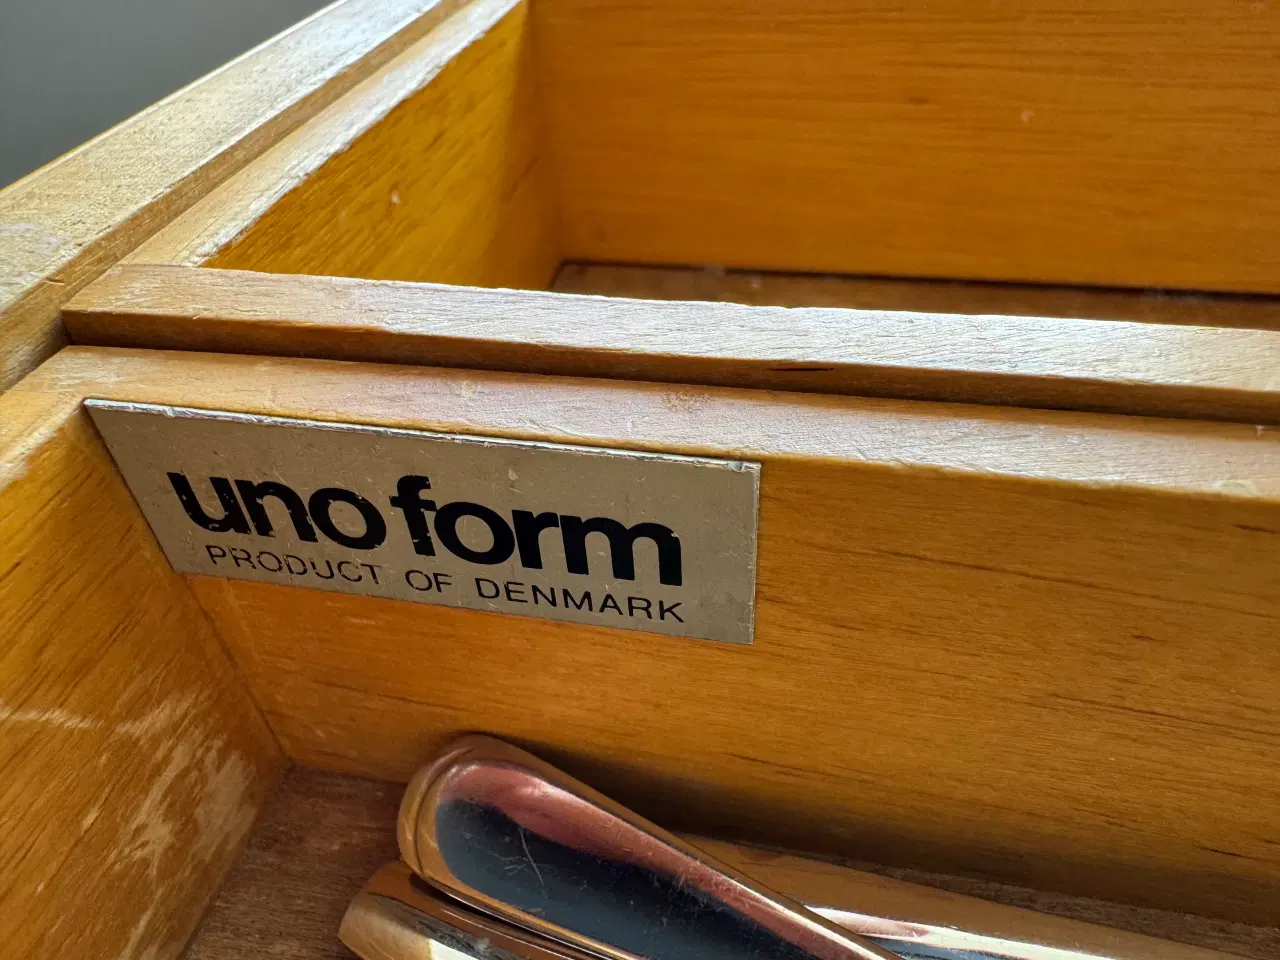 uno form
PRODUCT OF DENMARK